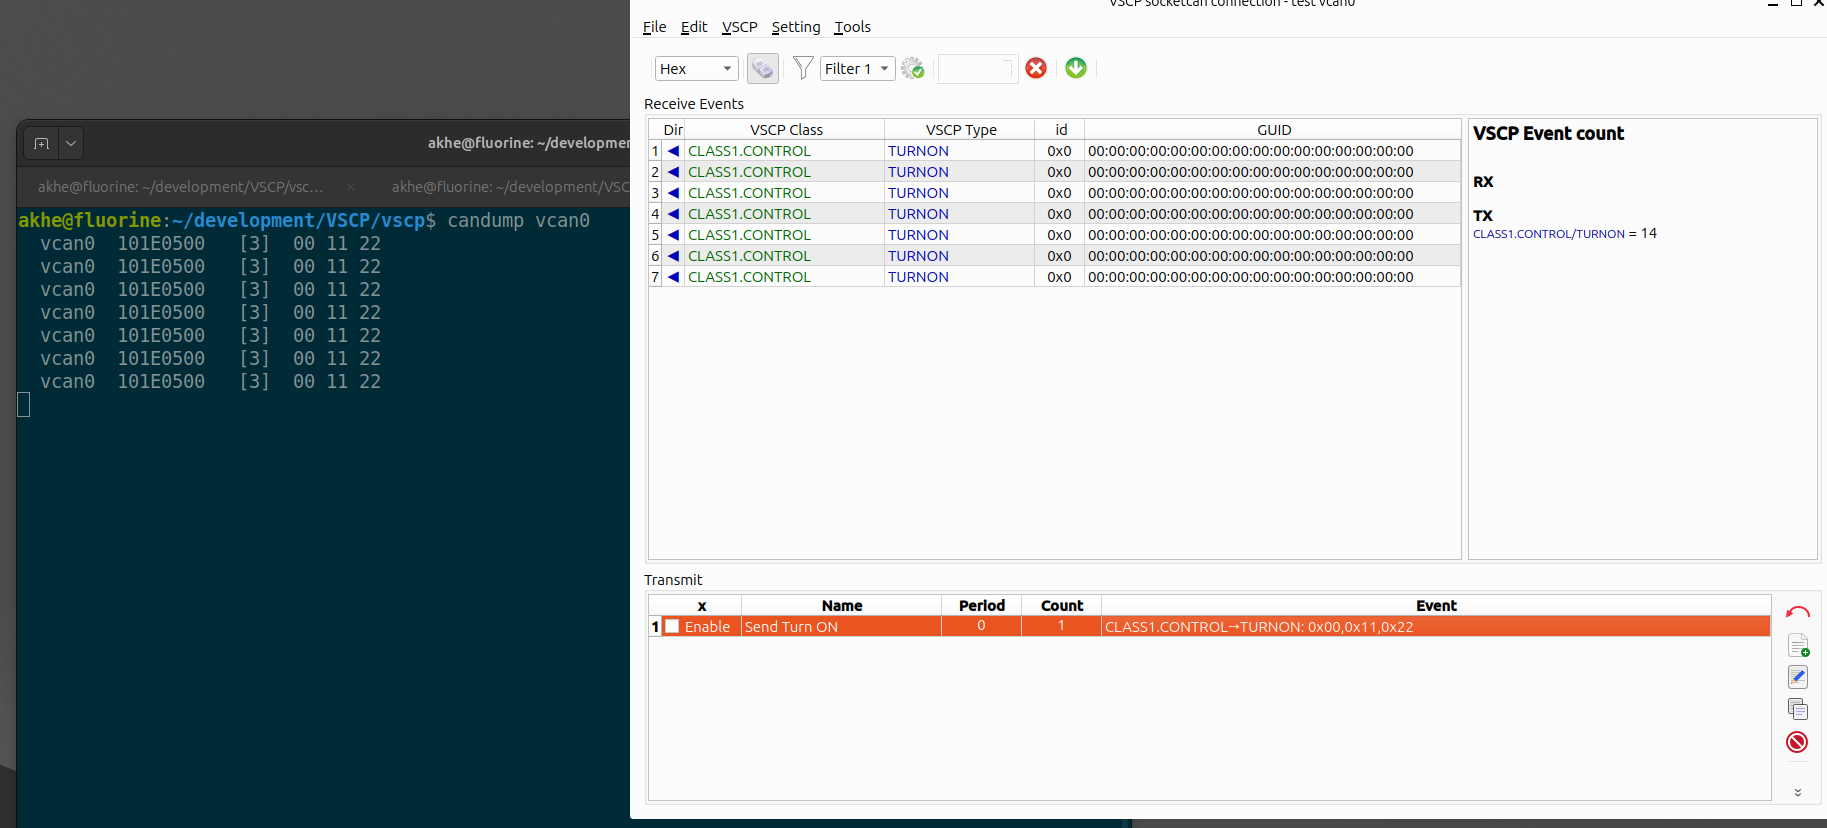 VSCP socketcan connection - test vcan0
File Edit VSCP Setting Tools
Hex Filter 1
Receive Events
Dir VSCP Class VSCP Type id GUID
1 ◀ CLASS1.CONTROL TURNON 0x0 00:00:00:00:00:00:00:00:00:00:00:00:00:00:00:00
2 ◀ CLASS1.CONTROL TURNON 0x0 00:00:00:00:00:00:00:00:00:00:00:00:00:00:00:00
3 ◀ CLASS1.CONTROL TURNON 0x0 00:00:00:00:00:00:00:00:00:00:00:00:00:00:00:00
4 ◀ CLASS1.CONTROL TURNON 0x0 00:00:00:00:00:00:00:00:00:00:00:00:00:00:00:00
5 ◀ CLASS1.CONTROL TURNON 0x0 00:00:00:00:00:00:00:00:00:00:00:00:00:00:00:00
6 ◀ CLASS1.CONTROL TURNON 0x0 00:00:00:00:00:00:00:00:00:00:00:00:00:00:00:00
7 ◀ CLASS1.CONTROL TURNON 0x0 00:00:00:00:00:00:00:00:00:00:00:00:00:00:00:00
VSCP Event count
RX
TX
CLASS1.CONTROL/TURNON = 14
Transmit
x Name Period Count Event
1 Enable Send Turn ON 0 1 CLASS1.CONTROL→TURNON: 0x00,0x11,0x22
akhe@fluorine: ~/developmen
akhe@fluorine: ~/development/VSCP/vsc... × akhe@fluorine: ~/development/VSC
akhe@fluorine:~/development/VSCP/vscp$ candump vcan0
vcan0 101E0500 [3] 00 11 22
vcan0 101E0500 [3] 00 11 22
vcan0 101E0500 [3] 00 11 22
vcan0 101E0500 [3] 00 11 22
vcan0 101E0500 [3] 00 11 22
vcan0 101E0500 [3] 00 11 22
vcan0 101E0500 [3] 00 11 22